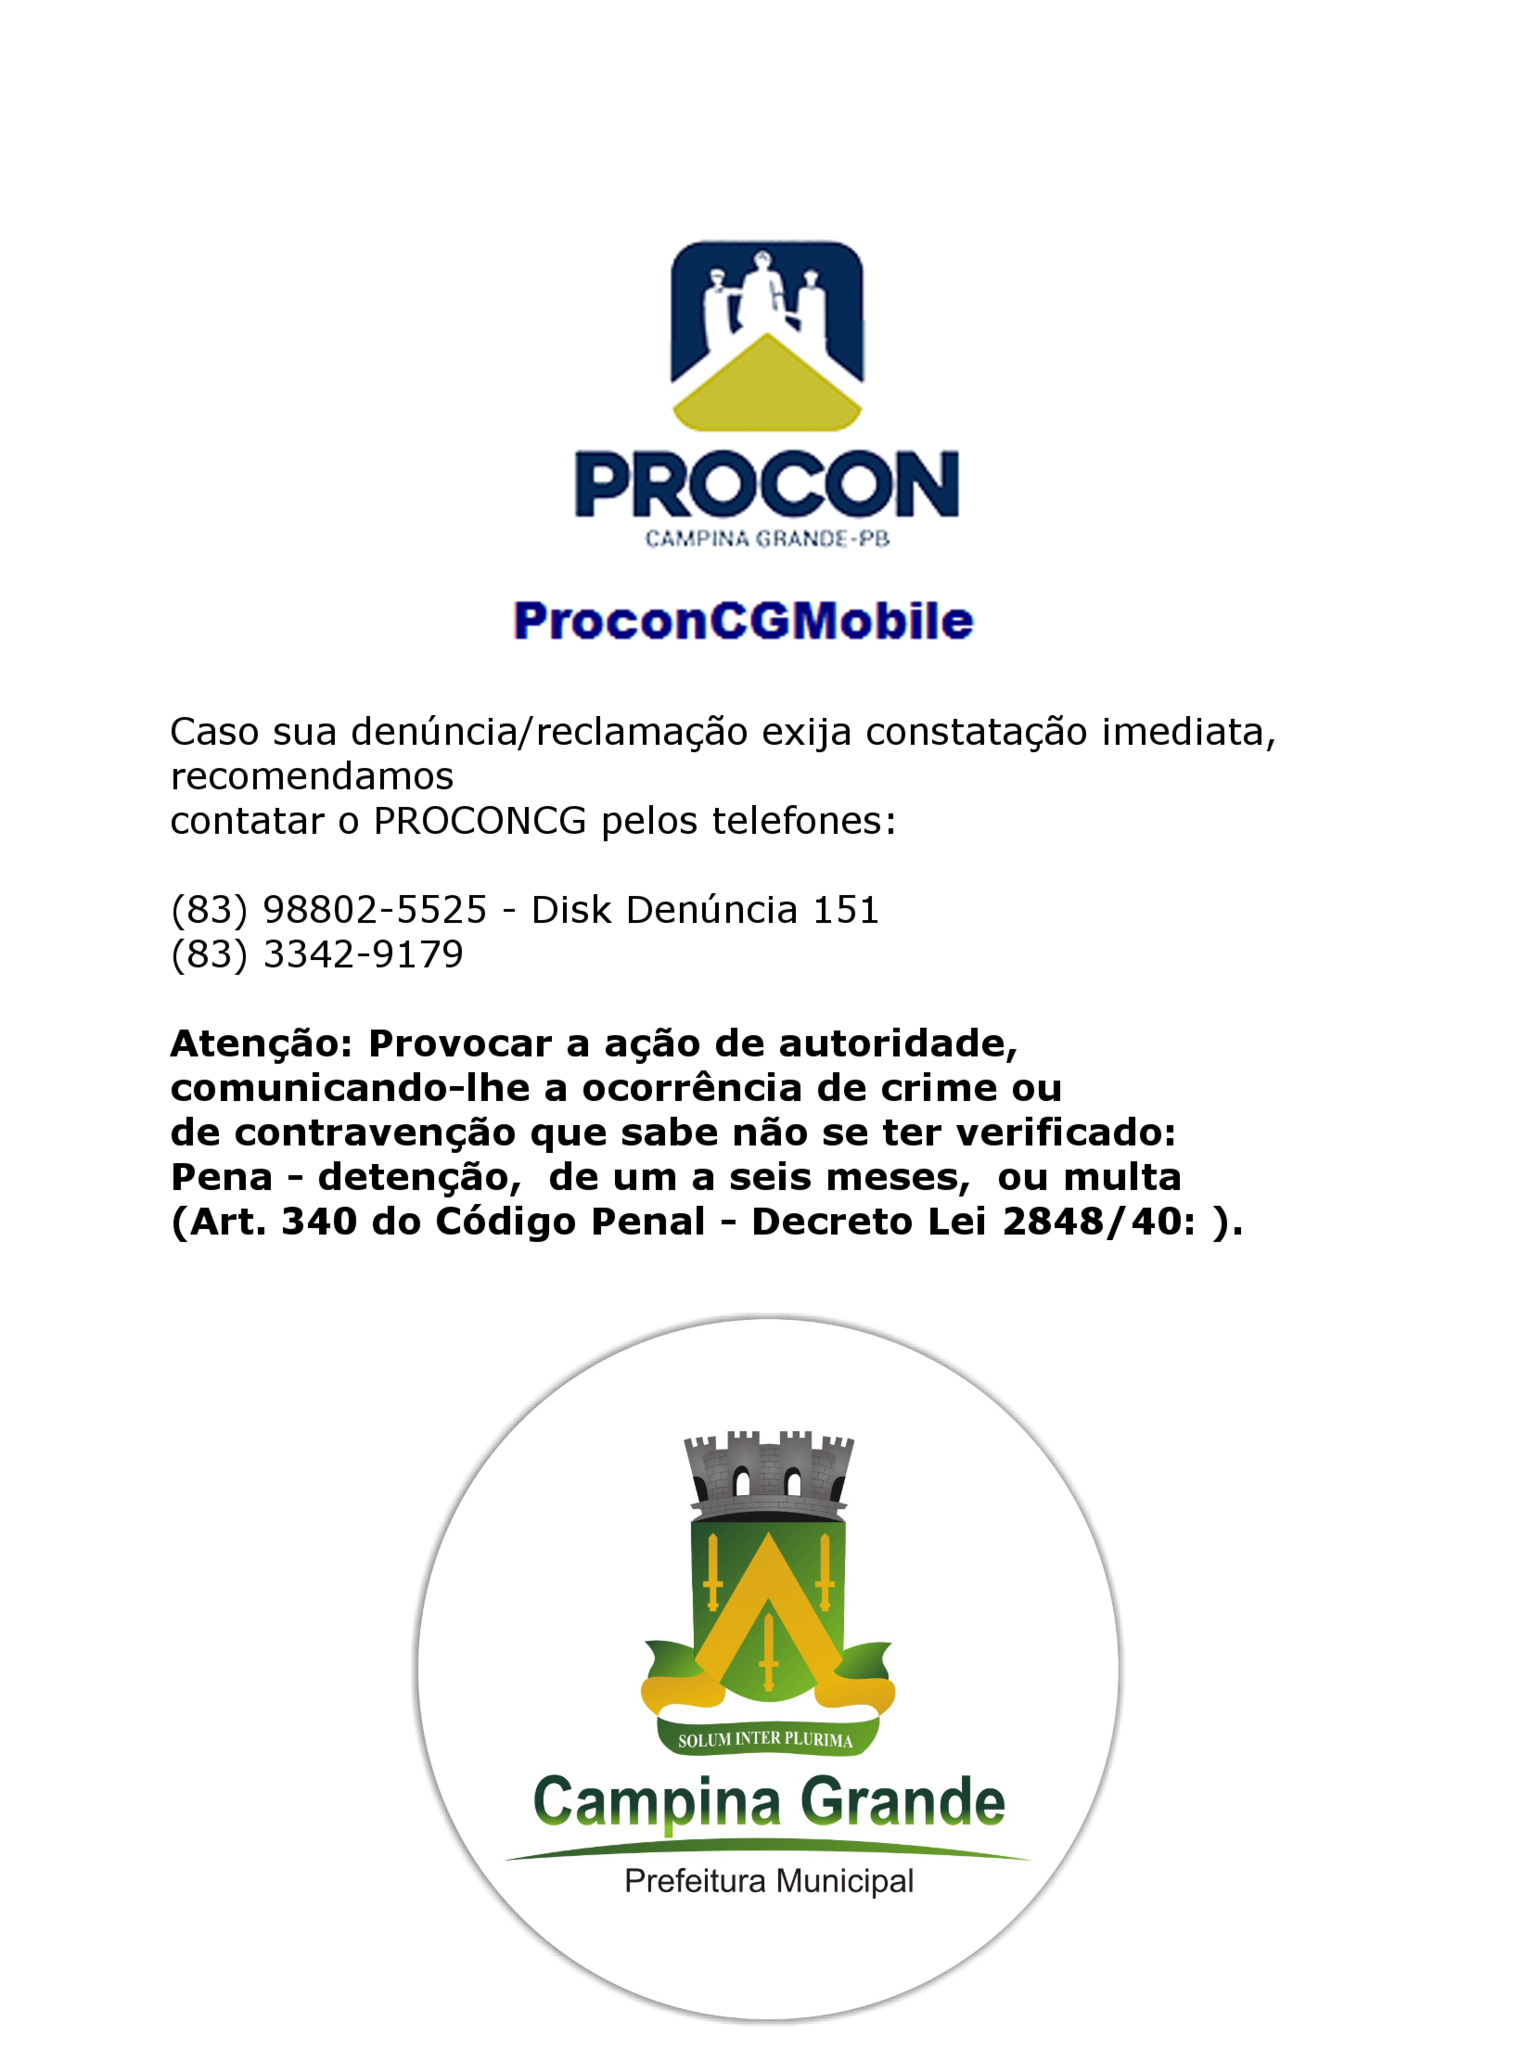 PROCON
CAMPINA GRANDE-PB
ProconCGMobile
Caso sua denúncia/reclamação exija constatação imediata,
recomendamos
contatar o PROCONCG pelos telefones:
(83) 98802-5525 - Disk Denúncia 151
(83) 3342-9179
Atenção: Provocar a ação de autoridade,
comunicando-lhe a ocorrência de crime ou
de contravenção que sabe não se ter verificado:
Pena - detenção,  de um a seis meses,  ou multa
(Art. 340 do Código Penal - Decreto Lei 2848/40: ).
SOLUM INTER PLURIMA
Campina Grande
Prefeitura Municipal